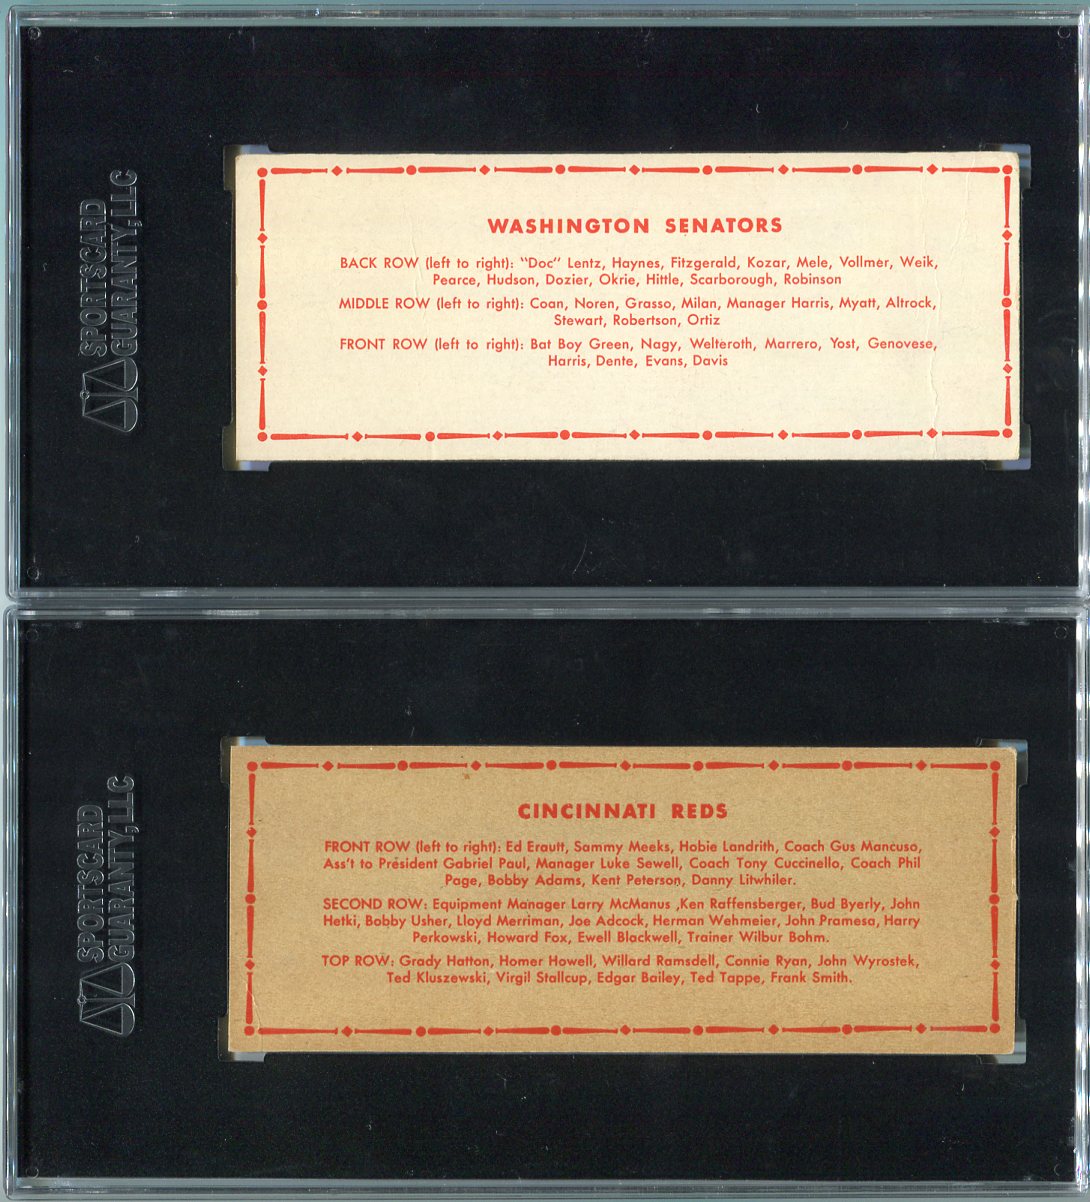 SPORTSCARD
GUARANTY, LLC
WASHINGTON SENATORS
BACK ROW (left to right): "Doc" Lentz, Haynes, Fitzgerald, Kozar, Mele, Vollmer, Weik,
Pearce, Hudson, Dozier, Okrie, Hittle, Scarborough, Robinson
MIDDLE ROW (left to right): Coan, Noren, Grasso, Milan, Manager Harris, Myatt, Altrock,
Stewart, Robertson, Ortiz
FRONT ROW (left to right): Bat Boy Green, Nagy, Welteroth, Marrero, Yost, Genovese,
Harris, Dente, Evans, Davis
SPORTSCARD
GUARANTY, LLC
CINCINNATI REDS
FRONT ROW (left to right): Ed Erautt, Sammy Meeks, Hobie Landrith, Coach Gus Mancuso,
Ass't to President Gabriel Paul, Manager Luke Sewell, Coach Tony Cuccinello, Coach Phil
Page, Bobby Adams, Kent Peterson, Danny Litwhiler.
SECOND ROW: Equipment Manager Larry McManus ,Ken Raffensberger, Bud Byerly, John
Hetki, Bobby Usher, Lloyd Merriman, Joe Adcock, Herman Wehmeier, John Pramesa, Harry
Perkowski, Howard Fox, Ewell Blackwell, Trainer Wilbur Bohm.
TOP ROW: Grady Hatton, Homer Howell, Willard Ramsdell, Connie Ryan, John Wyrostek,
Ted Kluszewski, Virgil Stallcup, Edgar Bailey, Ted Tappe, Frank Smith.